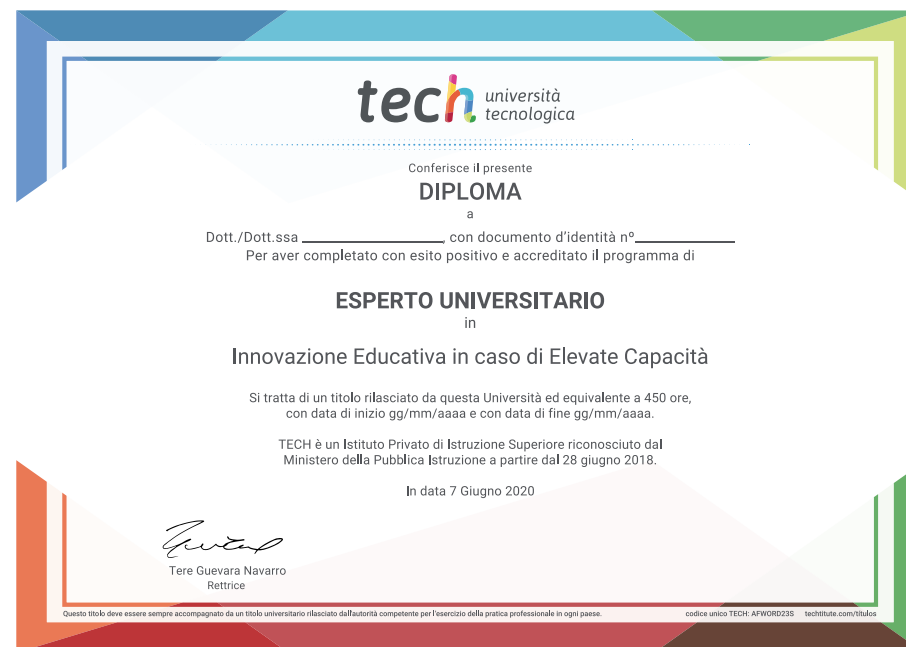 tech università
tecnologica
Conferisce il presente
DIPLOMA
a
Dott./Dott.ssa ____________________, con documento d'identità nº______________
Per aver completato con esito positivo e accreditato il programma di
ESPERTO UNIVERSITARIO
in
Innovazione Educativa in caso di Elevate Capacità
Si tratta di un titolo rilasciato da questa Università ed equivalente a 450 ore,
con data di inizio gg/mm/aaaa e con data di fine gg/mm/aaaa.
TECH è un Istituto Privato di Istruzione Superiore riconosciuto dal
Ministero della Pubblica Istruzione a partire dal 28 giugno 2018.
In data 7 Giugno 2020
Tere Guevara Navarro
Rettrice
Questo titolo deve essere sempre accompagnato da un titolo universitario rilasciato dall'autorità competente per l'esercizio della pratica professionale in ogni paese. codice unico TECH: AFWORD23S techtitute.com/titulos